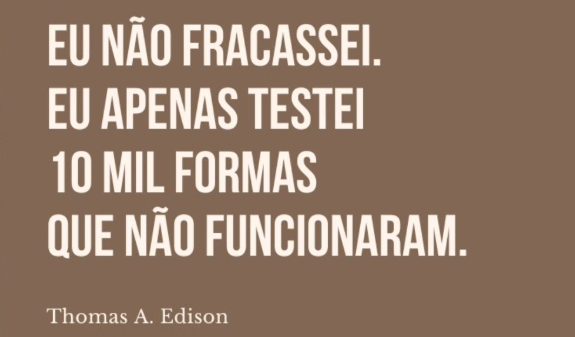 EU NÃO FRACASSEI.
EU APENAS TESTEI
10 MIL FORMAS
QUE NÃO FUNCIONARAM.
Thomas A. Edison